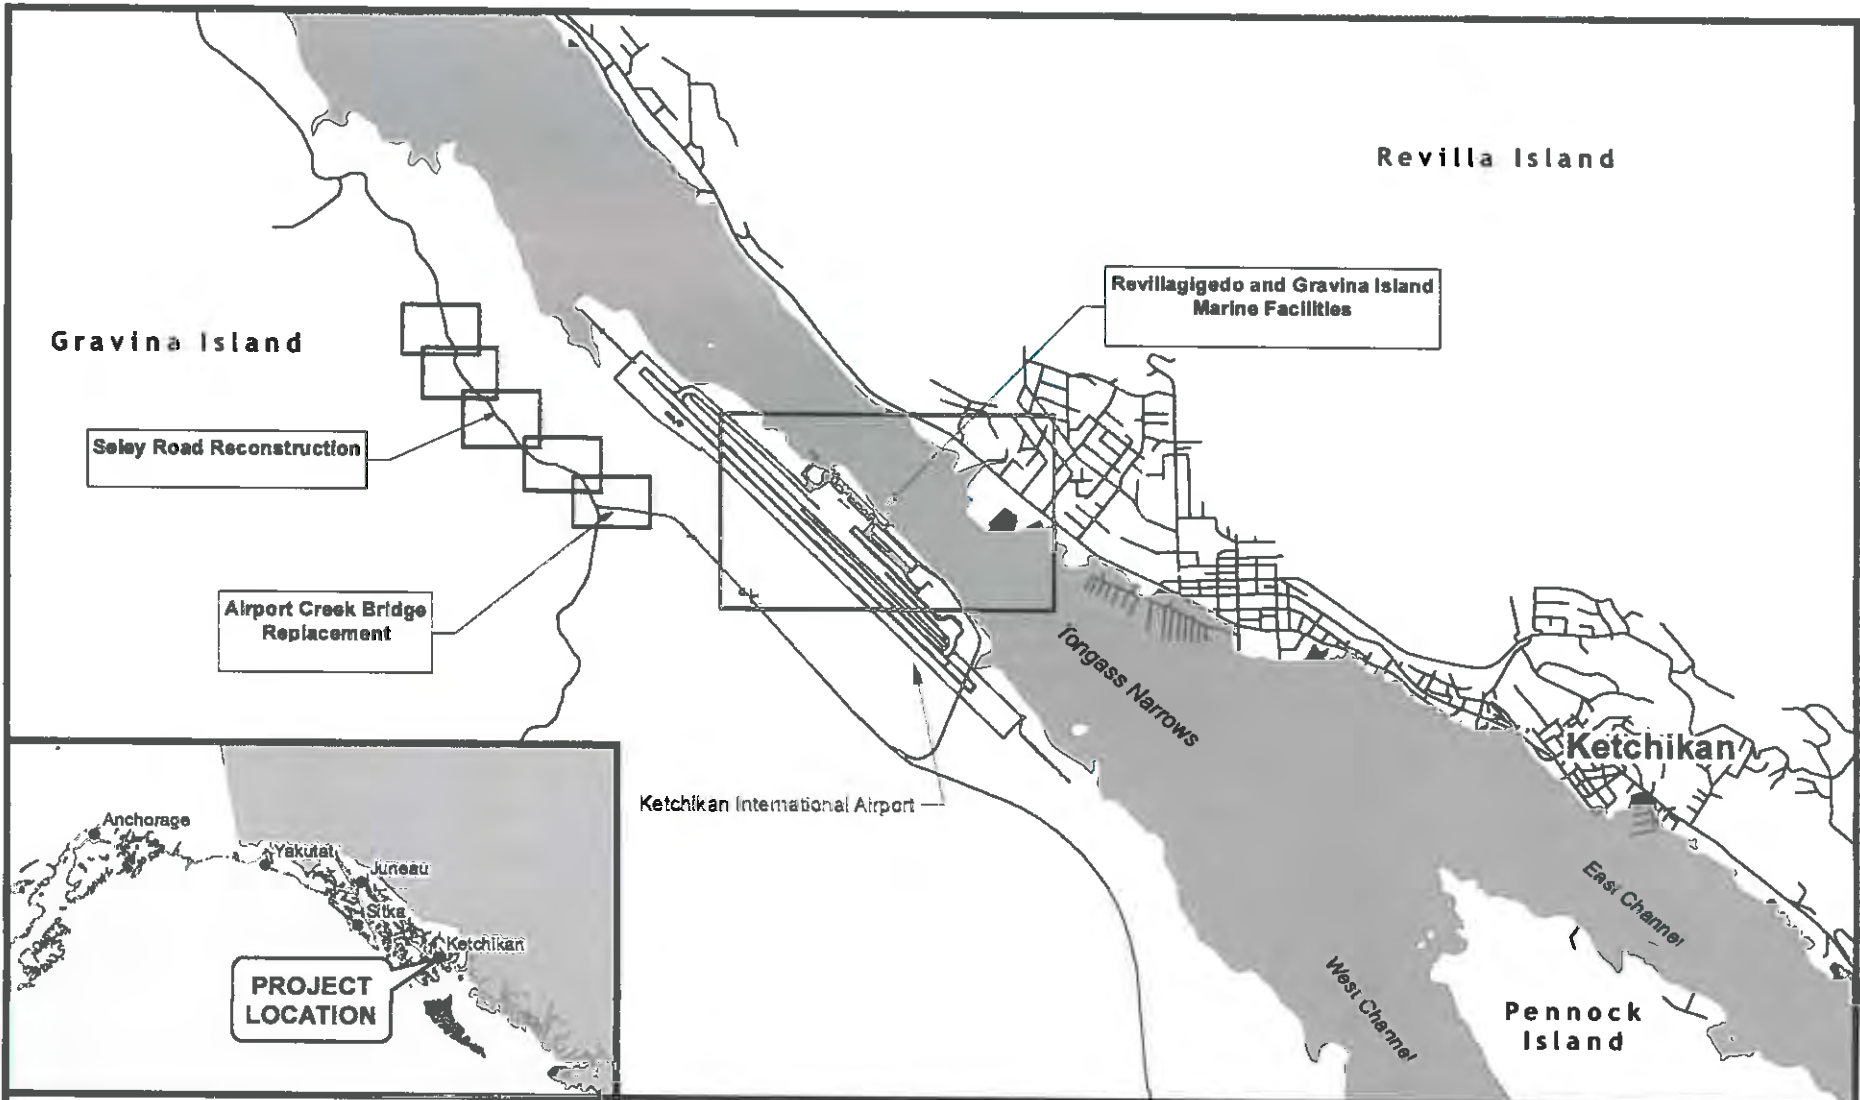 Revilla Island
Revillagigedo and Gravina Island
Marine Facilities
Gravina Island
Seley Road Reconstruction
Airport Creek Bridge
Replacement
Tongass Narrows
Ketchikan
Ketchikan International Airport
East Channel
West Channel
Pennock
Island
Anchorage
Yakutat
Juneau
Sitka
Ketchikan
PROJECT
LOCATION